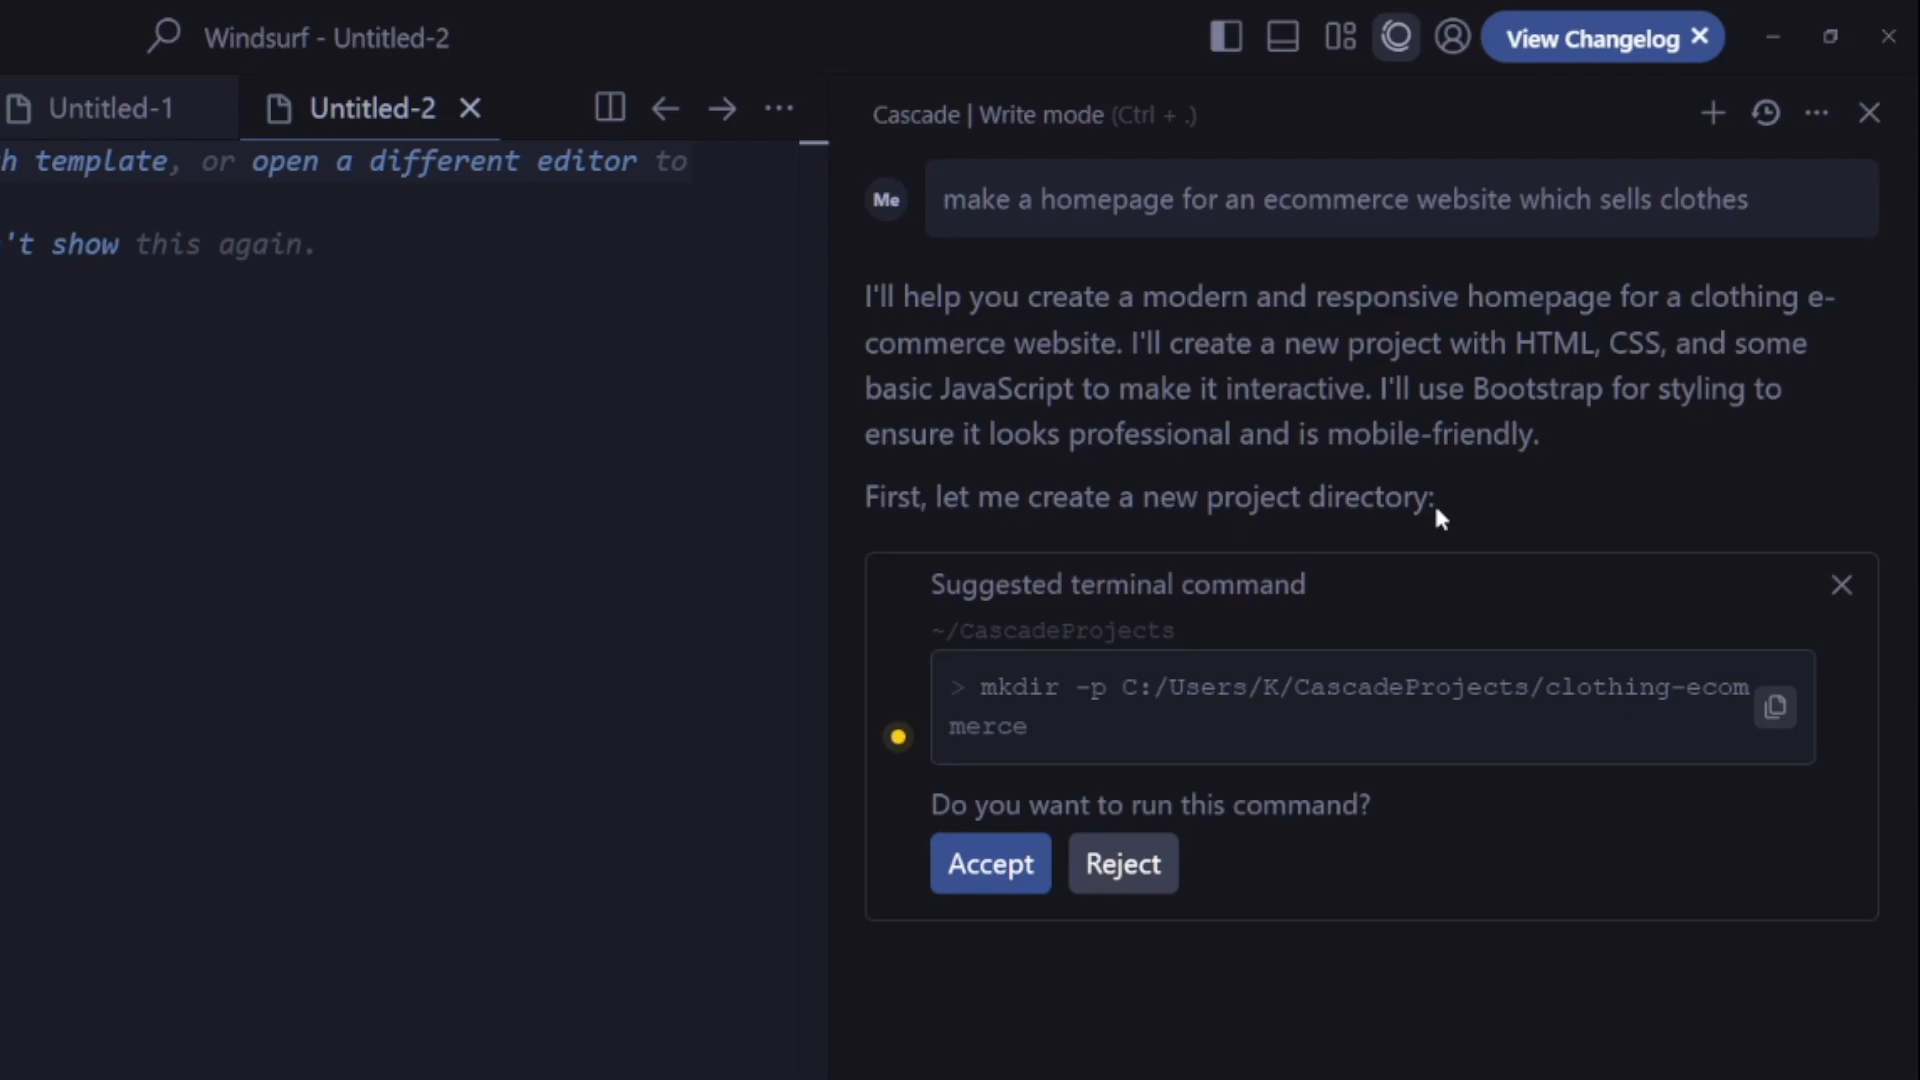 Windsurf - Untitled-2
View Changelog
Untitled-1
Untitled-2
h template, or open a different editor to
't show this again.
Cascade | Write mode (Ctrl + .)
Me
make a homepage for an ecommerce website which sells clothes
I'll help you create a modern and responsive homepage for a clothing e-
commerce website. I'll create a new project with HTML, CSS, and some
basic JavaScript to make it interactive. I'll use Bootstrap for styling to
ensure it looks professional and is mobile-friendly.
First, let me create a new project directory:
Suggested terminal command
~/CascadeProjects
> mkdir -p C:/Users/K/CascadeProjects/clothing-ecom
merce
Do you want to run this command?
Accept
Reject